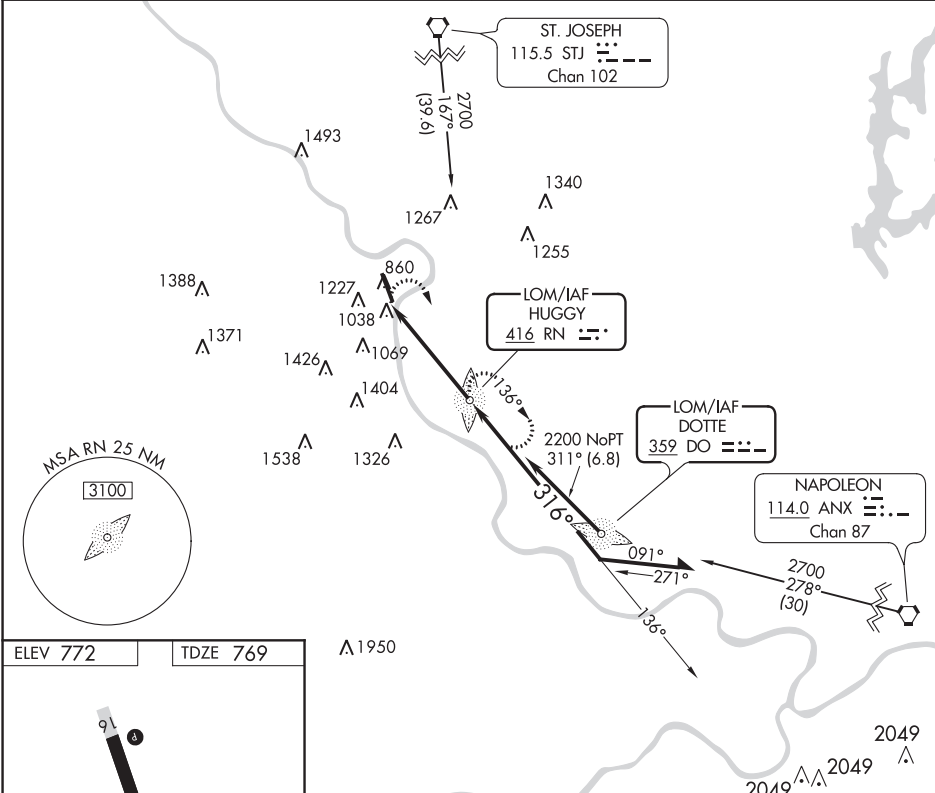 ST. JOSEPH
115.5 STJ
Chan 102
2700
167°
(39.6)
1493
1340
1267
1255
860
1388
1227
1038
LOM/IAF
HUGGY
416 RN
1371
1069
1426
136°
1404
LOM/IAF
DOTTE
359 DO
2200 NoPT
311° (6.8)
1538
1326
MSA RN 25 NM
3100
316°
NAPOLEON
114.0 ANX
Chan 87
091°
271°
2700
278°
(30)
136°
ELEV 772
TDZE 769
1950
16
P
2049
2049
2049